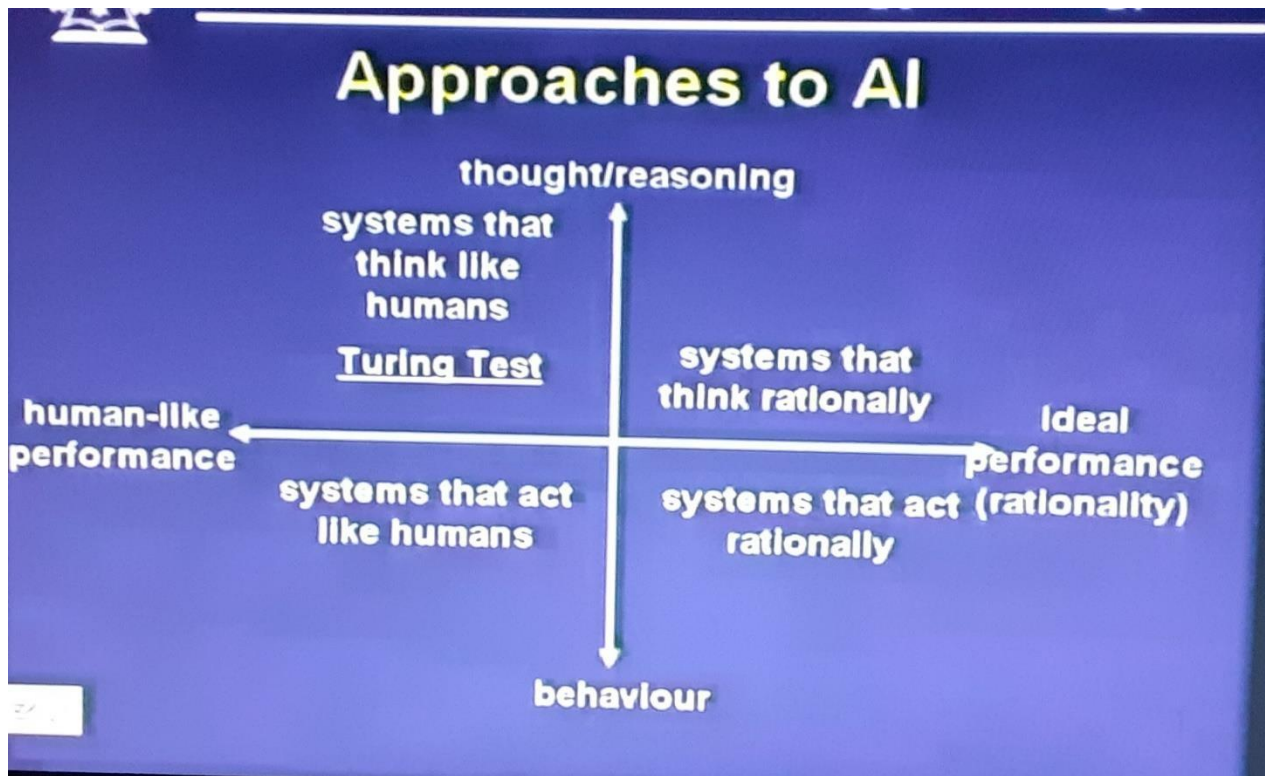 Approaches to AI
thought/reasoning
systems that
think like
humans
Turing Test
systems that
think rationally
human-like
performance
Ideal
performance
(rationality)
systems that act
like humans
systems that act
rationally
behaviour